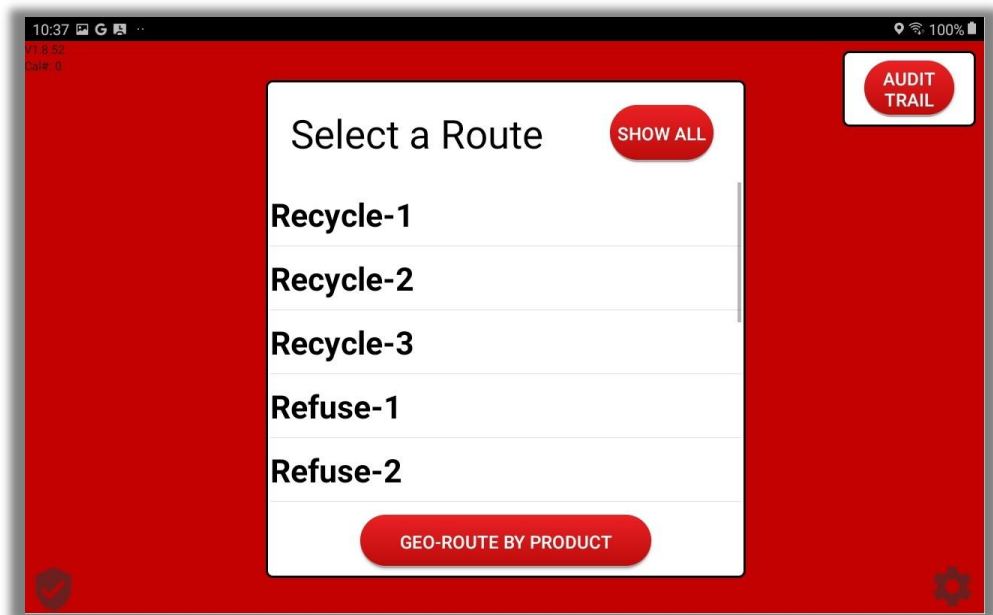 10:37
100%
V1.8.52
Cal#: 0
AUDIT
TRAIL
Select a Route
SHOW ALL
Recycle-1
Recycle-2
Recycle-3
Refuse-1
Refuse-2
GEO-ROUTE BY PRODUCT